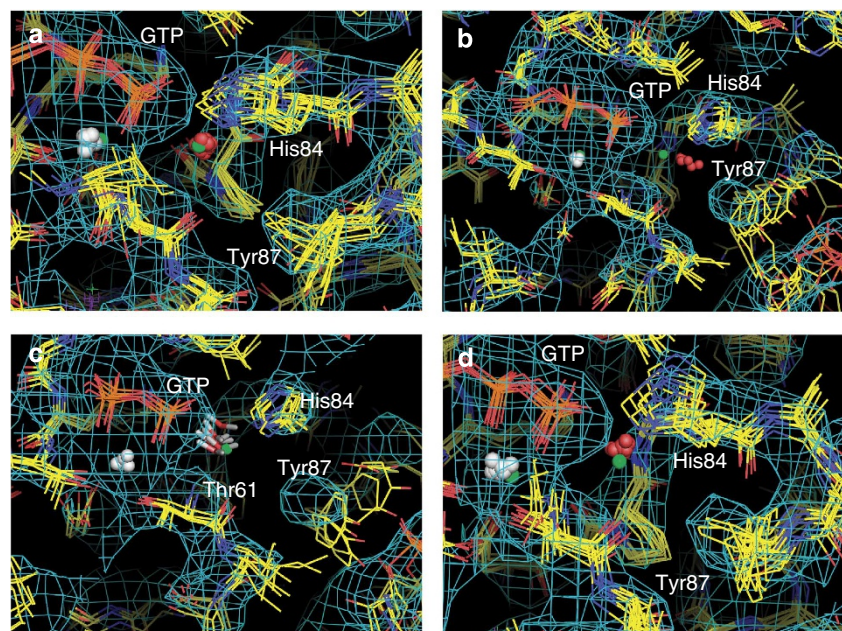 a
GTP
His84
Tyr87
b
GTP
His84
Tyr87
c
GTP
His84
Tyr87
Thr61
d
GTP
His84
Tyr87